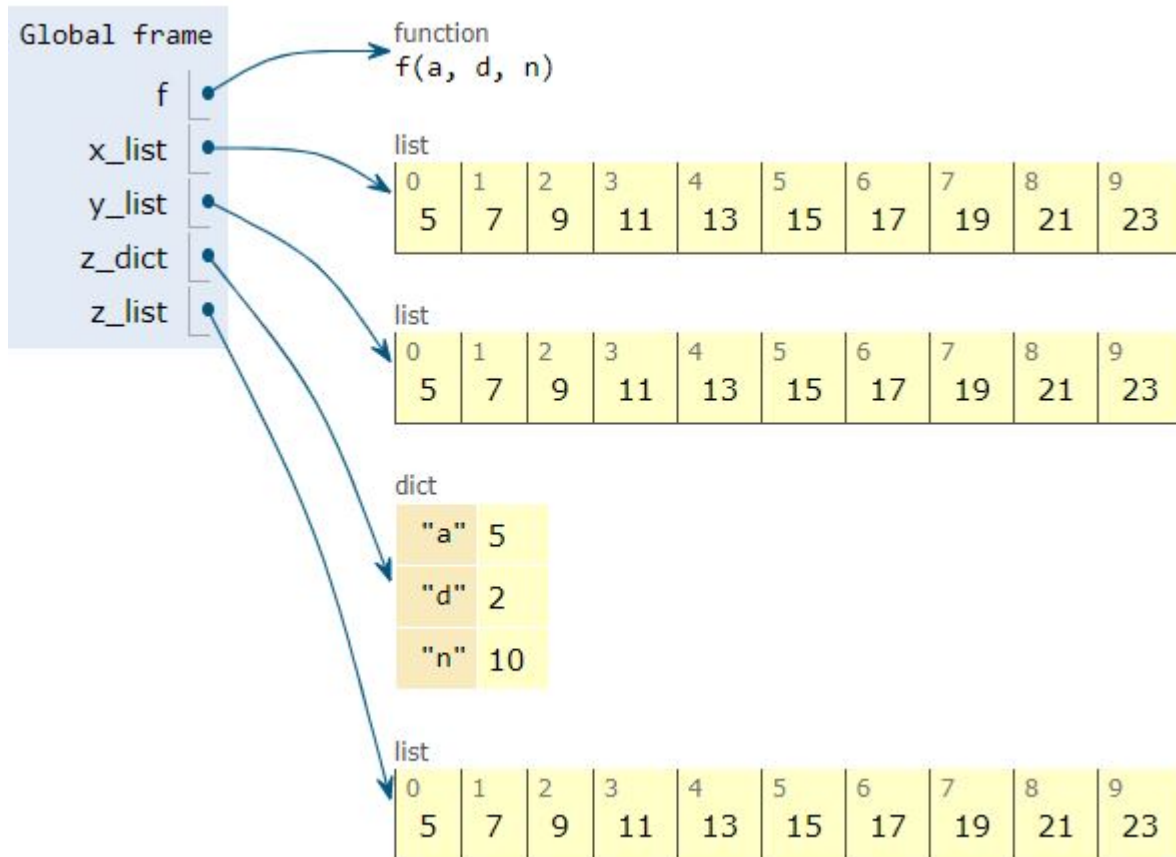 Global frame
f
x_list
y_list
z_dict
z_list
function
f(a, d, n)
list
0 1 2 3 4 5 6 7 8 9
5 7 9 11 13 15 17 19 21 23
list
0 1 2 3 4 5 6 7 8 9
5 7 9 11 13 15 17 19 21 23
dict
"a" 5
"d" 2
"n" 10
list
0 1 2 3 4 5 6 7 8 9
5 7 9 11 13 15 17 19 21 23